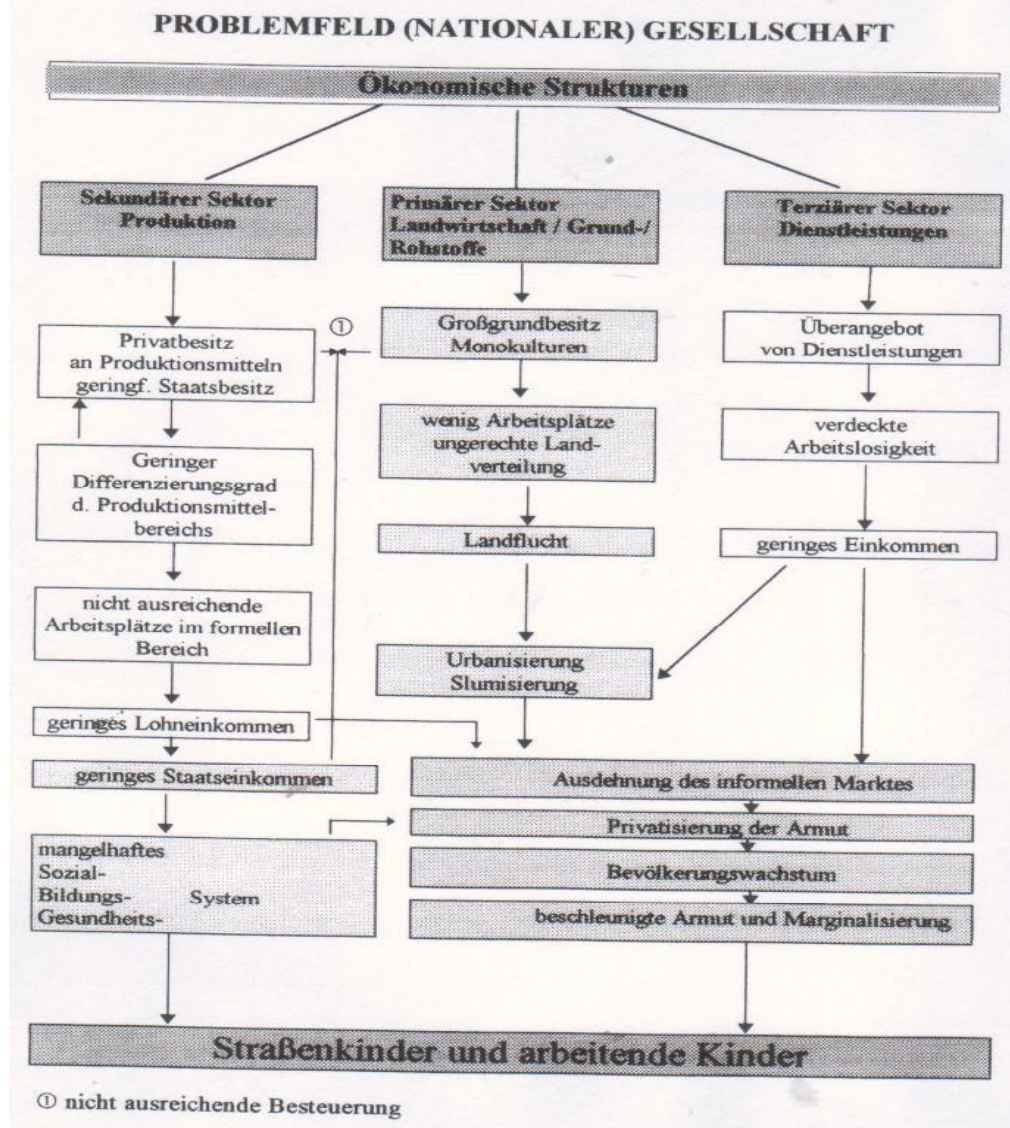 PROBLEMFELD (NATIONALER) GESELLSCHAFT
Ökonomische Strukturen
Sekundärer Sektor
Produktion
Primärer Sektor
Landwirtschaft / Grund-/
Rohstoffe
Terziärer Sektor
Dienstleistungen
①
Privatbesitz
an Produktionsmitteln
geringf. Staatsbesitz
Großgrundbesitz
Monokulturen
Überangebot
von Dienstleistungen
Geringer
Differenzierungsgrad
d. Produktionsmittel-
bereichs
wenig Arbeitsplätze
ungerechte Land-
verteilung
verdeckte
Arbeitslosigkeit
Landflucht
geringes Einkommen
nicht ausreichende
Arbeitsplätze im formellen
Bereich
Urbanisierung
Slumisierung
geringes Lohneinkommen
geringes Staatseinkommen
Ausdehnung des informellen Marktes
Privatisierung der Armut
mangelhaftes
Sozial-
Bildungs- System
Gesundheits-
Bevölkerungswachstum
beschleunigte Armut und Marginalisierung
Straßenkinder und arbeitende Kinder
① nicht ausreichende Besteuerung